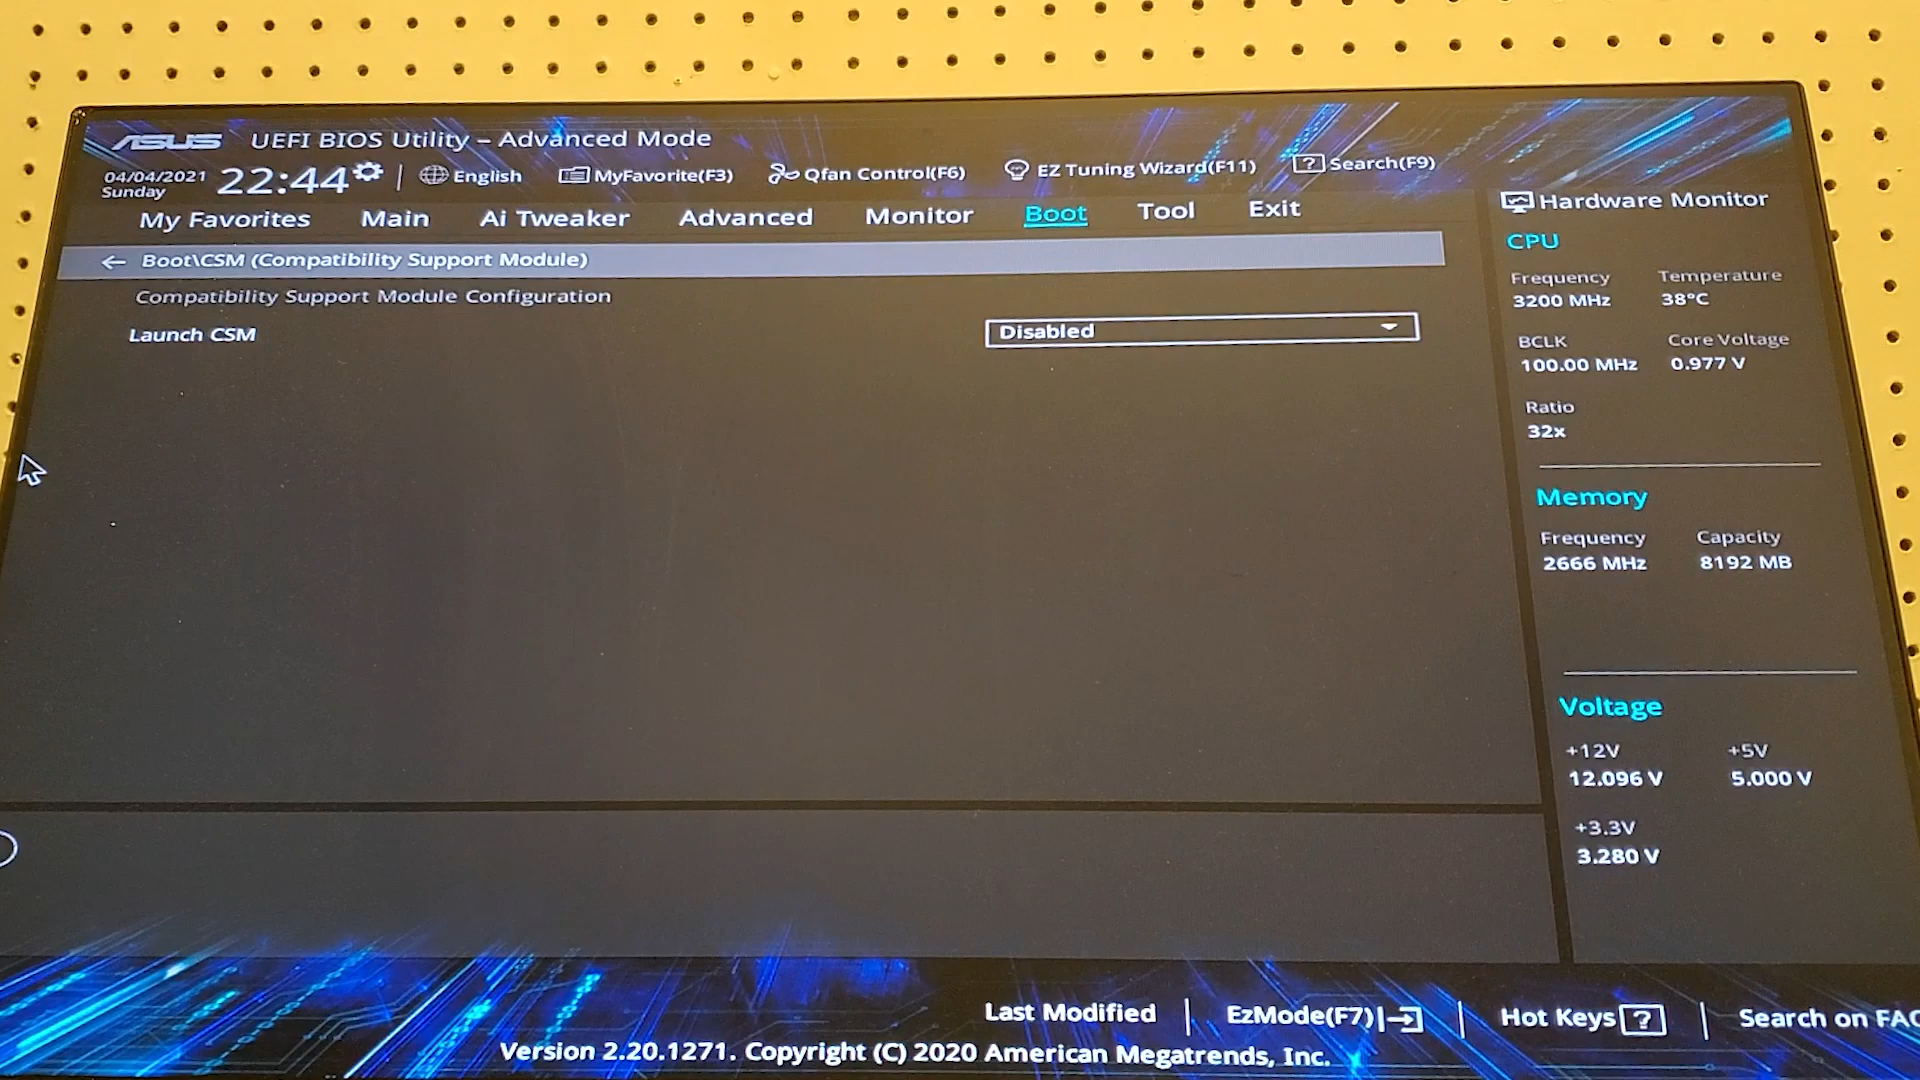 ASUS UEFI BIOS Utility – Advanced Mode
04/04/2021 Sunday 22:44 English MyFavorite(F3) Qfan Control(F6) EZ Tuning Wizard(F11) ? Search(F9)
My Favorites Main Ai Tweaker Advanced Monitor Boot Tool Exit
Boot\CSM (Compatibility Support Module)
Compatibility Support Module Configuration
Launch CSM Disabled
Hardware Monitor
CPU
Frequency Temperature
3200 MHz 38°C
BCLK Core Voltage
100.00 MHz 0.977 V
Ratio
32x
Memory
Frequency Capacity
2666 MHz 8192 MB
Voltage
+12V +5V
12.096 V 5.000 V
+3.3V
3.280 V
Last Modified EzMode(F7) Hot Keys ? Search on FAQ
Version 2.20.1271. Copyright (C) 2020 American Megatrends, Inc.